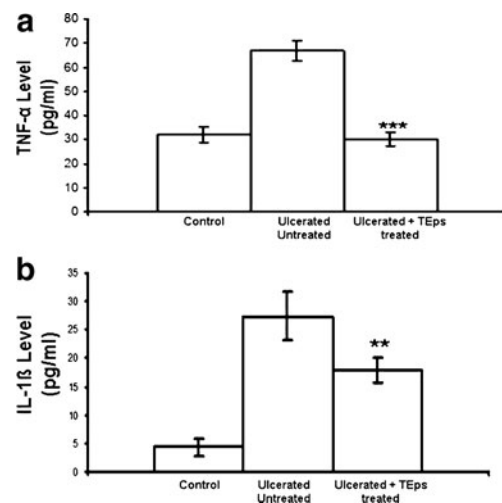 a
TNF-α Level
(pg/ml)
80
70
60
50
40
30
20
10
0
***
Control
Ulcerated
Untreated
Ulcerated + TEps
treated
b
IL-1ß Level
(pg/ml)
35
30
25
20
15
10
5
0
**
Control
Ulcerated
Untreated
Ulcerated + TEps
treated